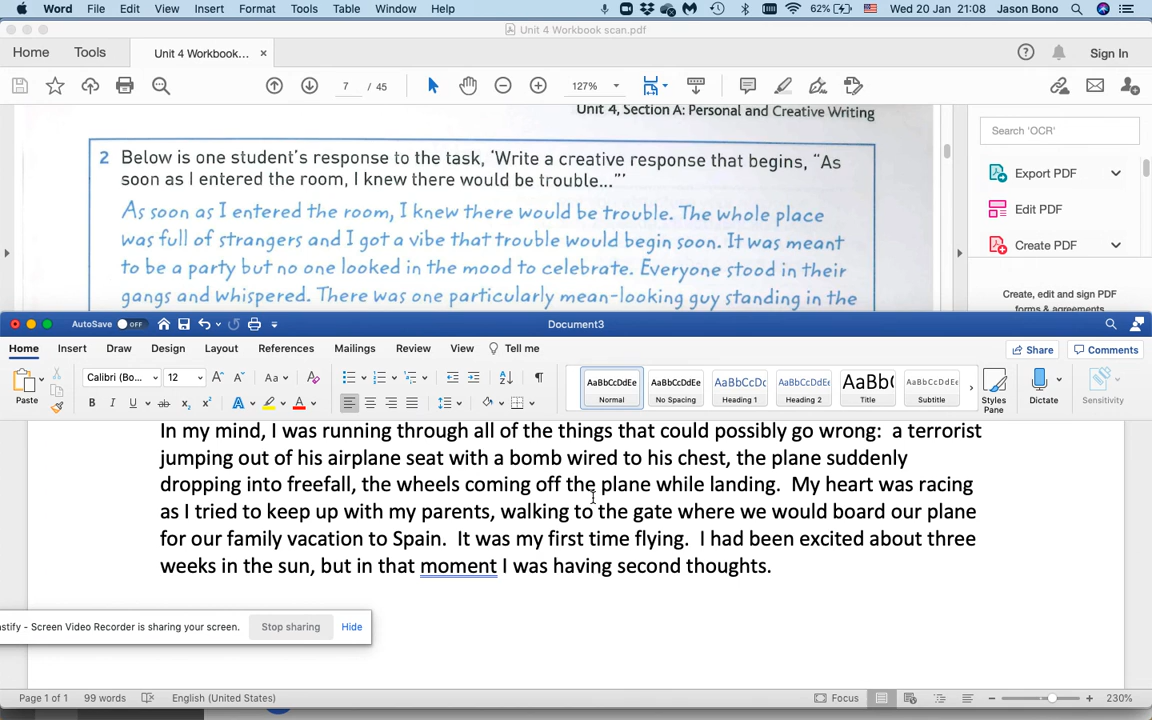 Word File Edit View Insert Format Tools Table Window Help 62% Wed 20 Jan 21:08 Jason Bono
Unit 4 Workbook scan.pdf
Home Tools Unit 4 Workbook... × Sign In
7 / 45 127%
Unit 4, Section A: Personal and Creative Writing
Search 'OCR'
2 Below is one student's response to the task, 'Write a creative response that begins, "As
soon as I entered the room, I knew there would be trouble..."'
Export PDF
As soon as I entered the room, I knew there would be trouble. The whole place
Edit PDF
was full of strangers and I got a vibe that trouble would begin soon. It was meant
Create PDF
to be a party but no one looked in the mood to celebrate. Everyone stood in their
gangs and whispered. There was one particularly mean-looking guy standing in the
Create, edit and sign PDF
forms & agreements
AutoSave OFF Document3
Home Insert Draw Design Layout References Mailings Review View Tell me Share Comments
Paste Calibri (Bo... 12 A^ Aˇ Aa A
AaBbCcDdEe AaBbCcDdEe AaBbCcDc AaBbCcDdEe AaBb( AaBbCcDdEe
B I U ab x₂ x² A A
Normal No Spacing Heading 1 Heading 2 Title Subtitle Styles Pane Dictate Sensitivity
In my mind, I was running through all of the things that could possibly go wrong:  a terrorist
jumping out of his airplane seat with a bomb wired to his chest, the plane suddenly
dropping into freefall, the wheels coming off the plane while landing.  My heart was racing
as I tried to keep up with my parents, walking to the gate where we would board our plane
for our family vacation to Spain.  It was my first time flying.  I had been excited about three
weeks in the sun, but in that moment I was having second thoughts.
astify - Screen Video Recorder is sharing your screen. Stop sharing Hide
Page 1 of 1 99 words English (United States) Focus 230%